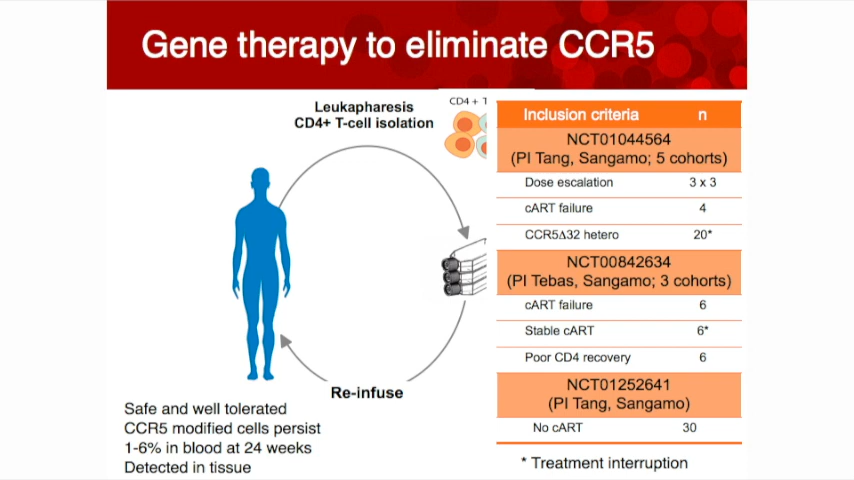 Gene therapy to eliminate CCR5
Leukapharesis
CD4+ T-cell isolation
CD4 + T
Re-infuse
Safe and well tolerated
CCR5 modified cells persist
1-6% in blood at 24 weeks
Detected in tissue
Inclusion criteria n
NCT01044564
(PI Tang, Sangamo; 5 cohorts)
Dose escalation 3 x 3
cART failure 4
CCR5Δ32 hetero 20*
NCT00842634
(PI Tebas, Sangamo; 3 cohorts)
cART failure 6
Stable cART 6*
Poor CD4 recovery 6
NCT01252641
(PI Tang, Sangamo)
No cART 30
* Treatment interruption